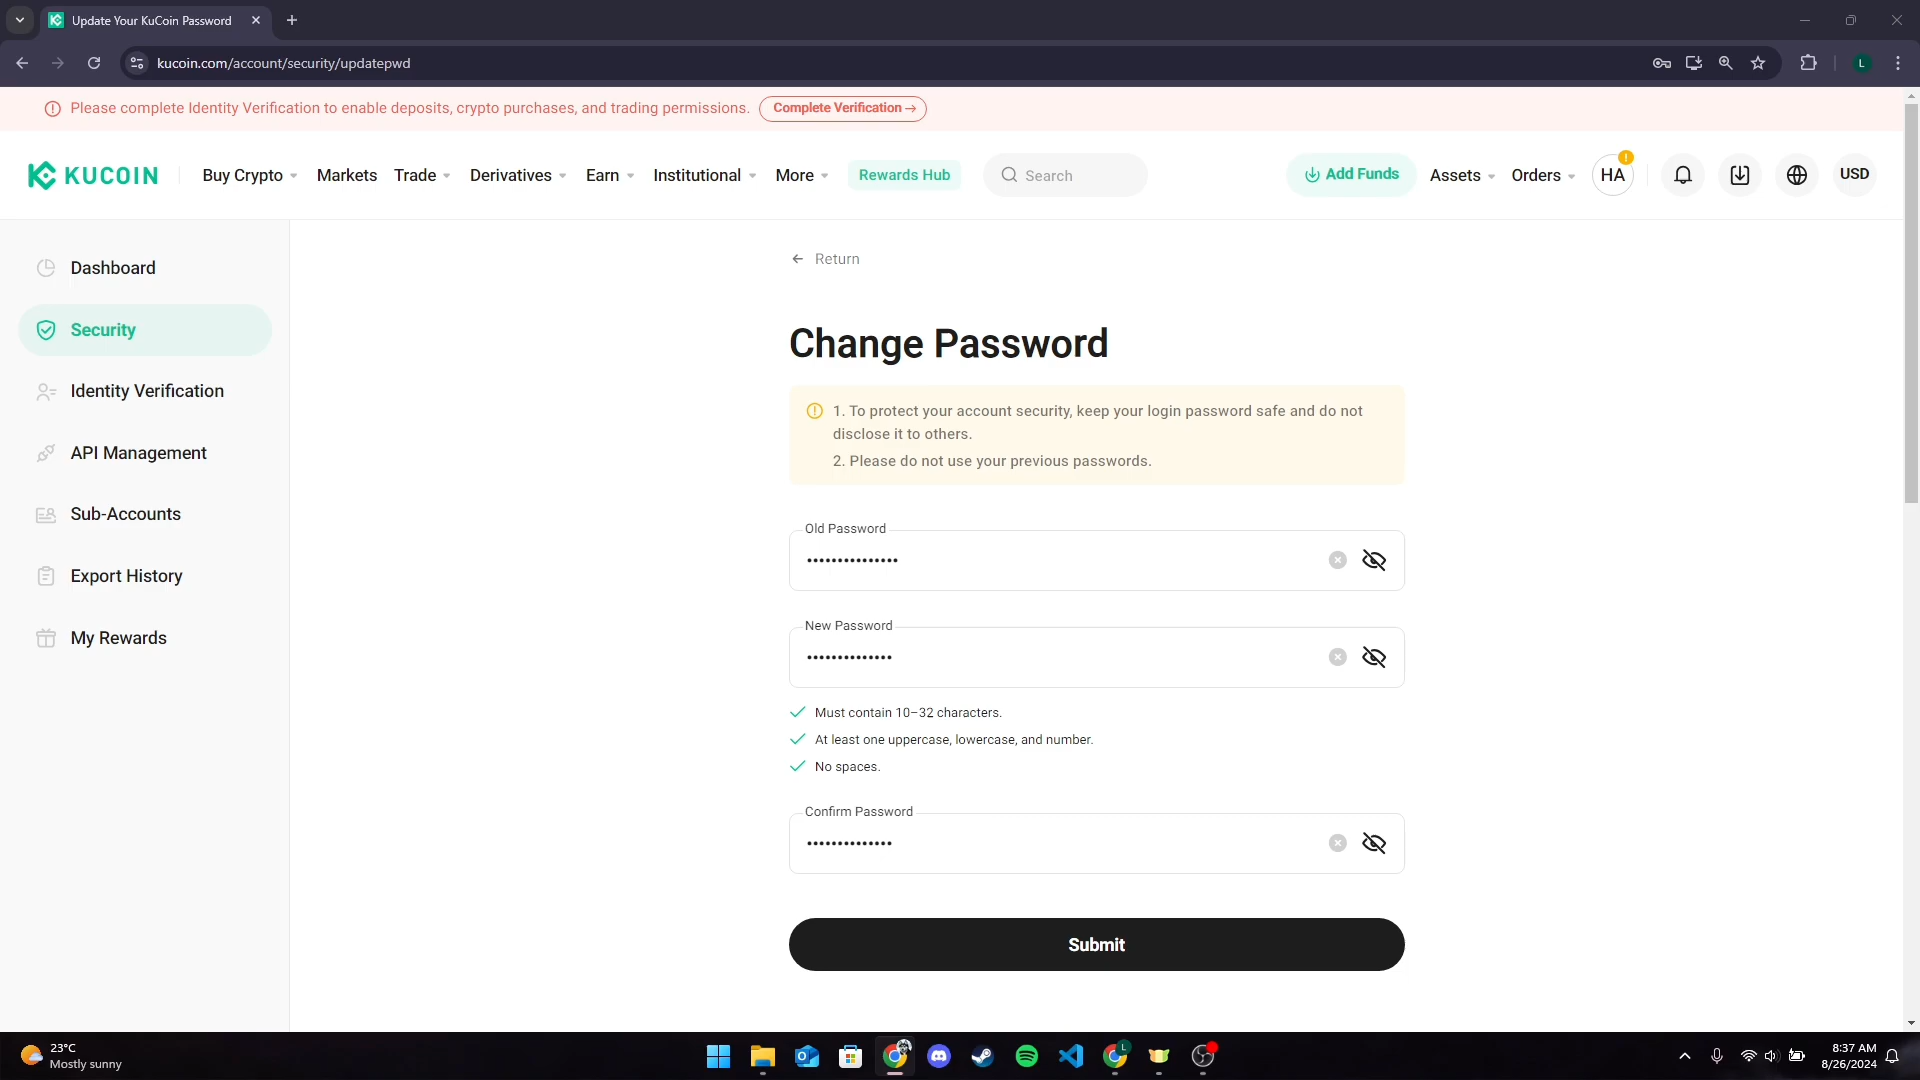 Update Your KuCoin Password
kucoin.com/account/security/updatepwd
L
Please complete Identity Verification to enable deposits, crypto purchases, and trading permissions.
Complete Verification →
KUCOIN
Buy Crypto
Markets
Trade
Derivatives
Earn
Institutional
More
Rewards Hub
Search
Add Funds
Assets
Orders
HA
USD
Dashboard
Security
Identity Verification
API Management
Sub-Accounts
Export History
My Rewards
← Return
Change Password
1. To protect your account security, keep your login password safe and do not
disclose it to others.
2. Please do not use your previous passwords.
Old Password
•••••••••••••••
New Password
••••••••••••••
Must contain 10–32 characters.
At least one uppercase, lowercase, and number.
No spaces.
Confirm Password
••••••••••••••
Submit
23°C
Mostly sunny
L
8:37 AM
8/26/2024